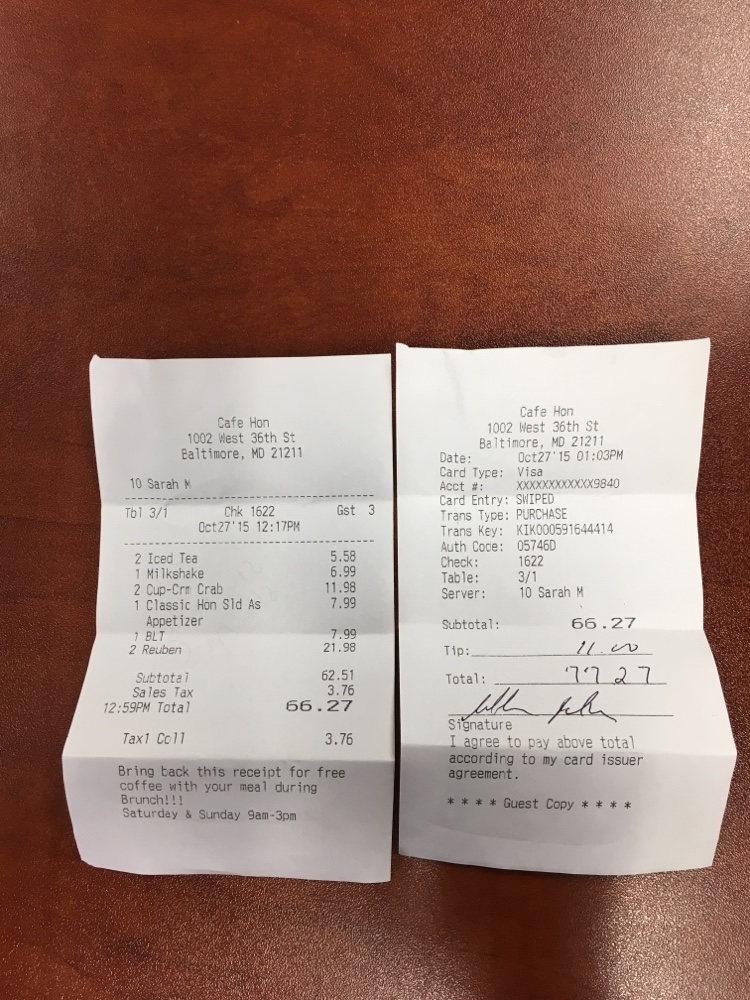 Cafe Hon
1002 West 36th St
Baltimore, MD 21211
10 Sarah M
Tbl 3/1 Chk 1622 Gst 3
Oct27'15 12:17PM
2 Iced Tea 5.58
1 Milkshake 6.99
2 Cup-Crm Crab 11.98
1 Classic Hon Sld As 7.99
Appetizer
1 BLT 7.99
2 Reuben 21.98
Subtotal 62.51
Sales Tax 3.76
12:59PM Total 66.27
Tax1 Coll 3.76
Bring back this receipt for free
coffee with your meal during
Brunch!!!
Saturday & Sunday 9am-3pm
Cafe Hon
1002 West 36th St
Baltimore, MD 21211
Date: Oct27'15 01:03PM
Card Type: Visa
Acct #: XXXXXXXXXXXX9840
Card Entry: SWIPED
Trans Type: PURCHASE
Trans Key: KIK000591644414
Auth Code: 05746D
Check: 1622
Table: 3/1
Server: 10 Sarah M
Subtotal: 66.27
Tip: 11.00
Total: 77 27
Signature
I agree to pay above total
according to my card issuer
agreement.
* * * * Guest Copy * * * *